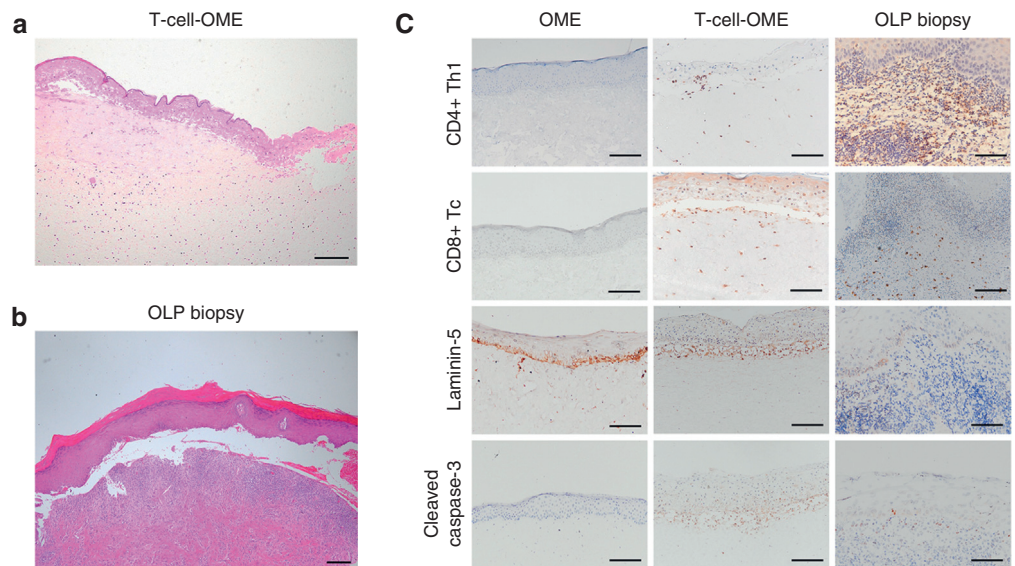 a
T-cell-OME
b
OLP biopsy
C
OME
T-cell-OME
OLP biopsy
CD4+ Th1
CD8+ Tc
Laminin-5
Cleaved
caspase-3